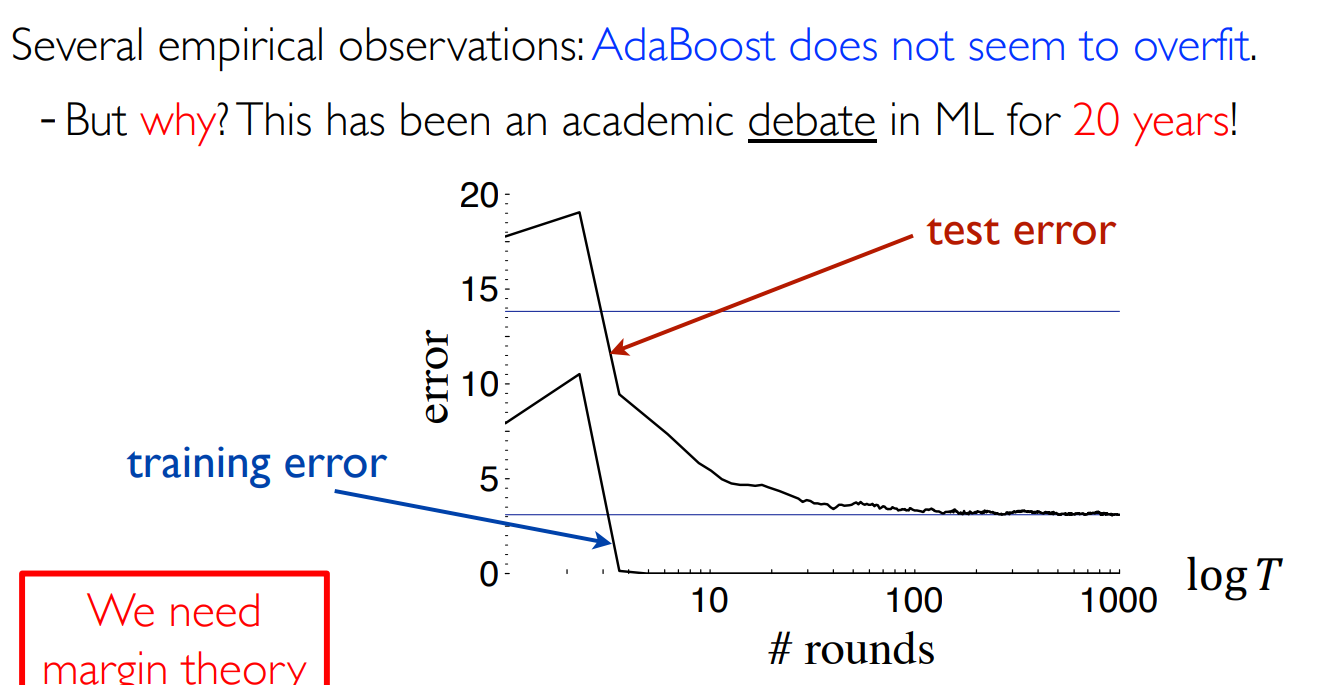 Several empirical observations: AdaBoost does not seem to overfit.
- But why? This has been an academic debate in ML for 20 years!
20
test error
15
error
10
training error
5
0
log T
10 100 1000
# rounds
We need
margin theory